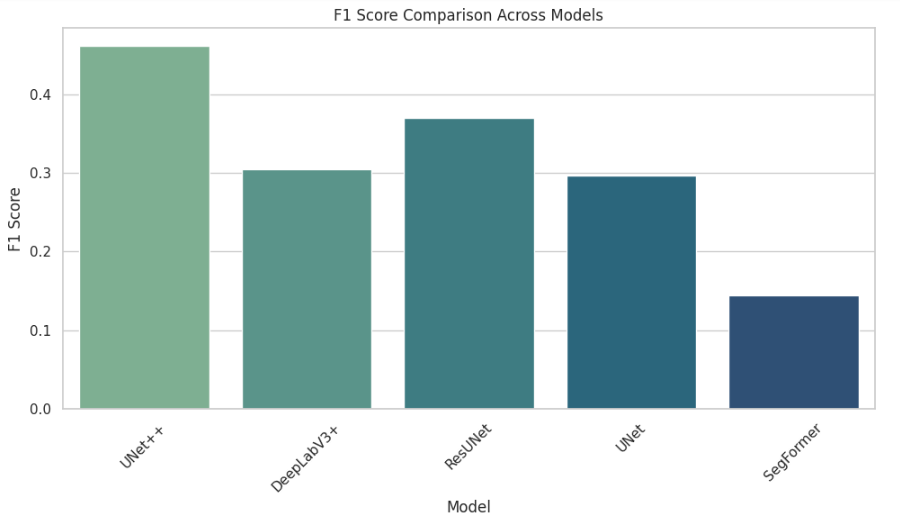 F1 Score Comparison Across Models
F1 Score
0.4
0.3
0.2
0.1
0.0
UNet++
DeepLabV3+
ResUNet
UNet
SegFormer
Model